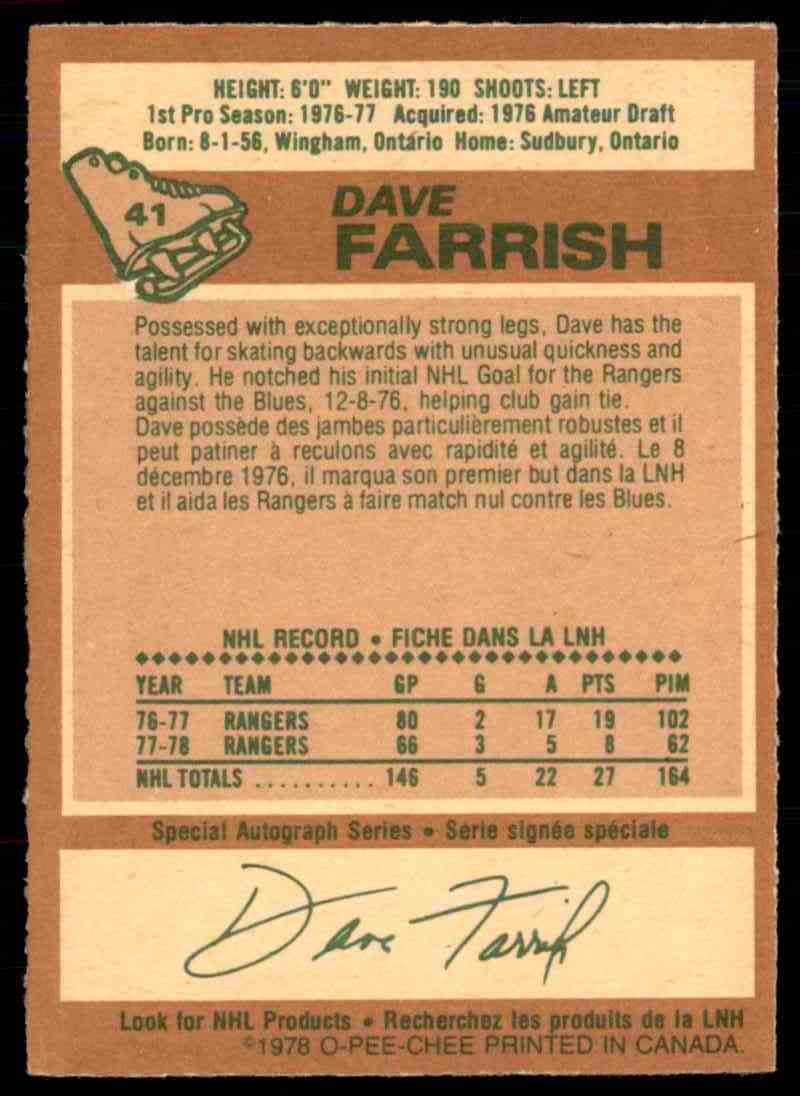 HEIGHT: 6'0" WEIGHT: 190 SHOOTS: LEFT
1st Pro Season: 1976-77 Acquired: 1976 Amateur Draft
Born: 8-1-56, Wingham, Ontario Home: Sudbury, Ontario
41
DAVE
FARRISH
Possessed with exceptionally strong legs, Dave has the
talent for skating backwards with unusual quickness and
agility. He notched his initial NHL Goal for the Rangers
against the Blues, 12-8-76, helping club gain tie.
Dave possède des jambes particulièrement robustes et il
peut patiner à reculons avec rapidité et agilité. Le 8
décembre 1976, il marqua son premier but dans la LNH
et il aida les Rangers à faire match nul contre les Blues.
NHL RECORD • FICHE DANS LA LNH
YEAR TEAM GP G A PTS PIM
76-77 RANGERS 80 2 17 19 102
77-78 RANGERS 66 3 5 8 62
NHL TOTALS .......... 146 5 22 27 164
Special Autograph Series • Série signée spéciale
Dave Farrish
Look for NHL Products • Recherchez les produits de la LNH
©1978 O-PEE-CHEE PRINTED IN CANADA.